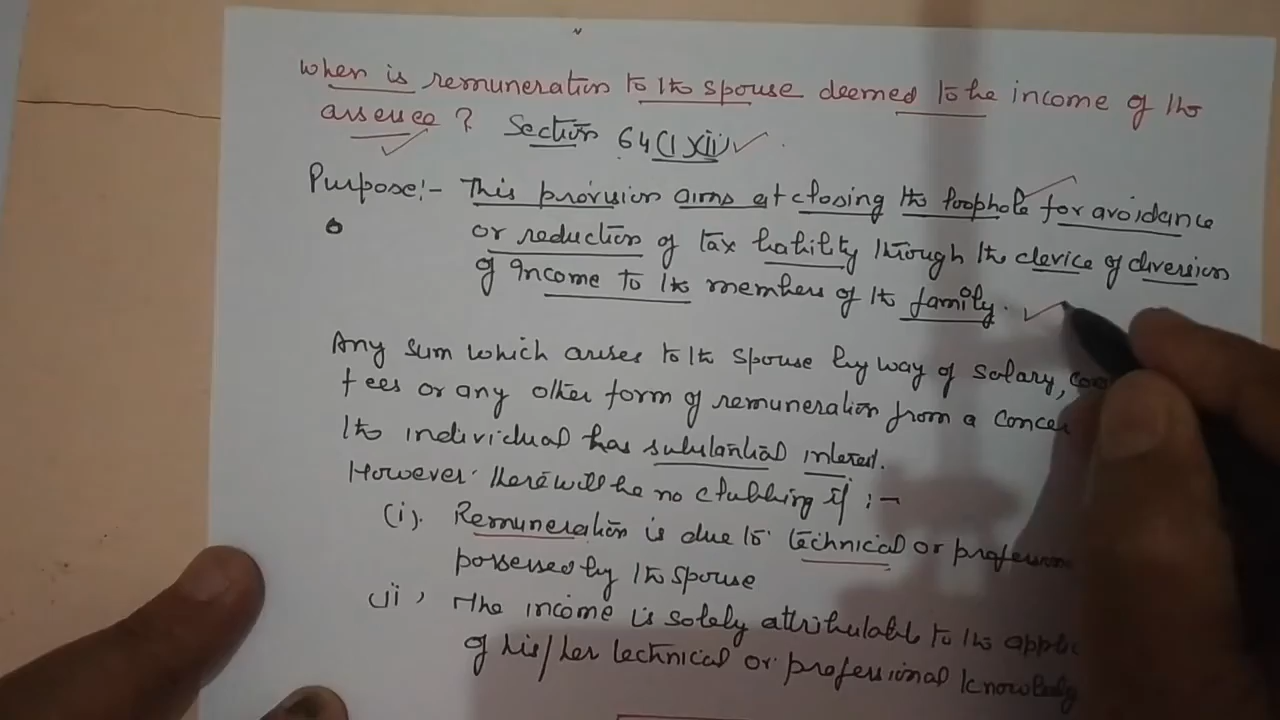 When is remuneration to the spouse deemed to be income of the
assessee? Section 64(1)(ii)
Purpose:- This provision aims at closing the loophole for avoidance
or reduction of tax liability through the device of diversion
of income to the members of the family.
Any sum which arises to the spouse by way of salary,
fees or any other form of remuneration from a
the individual has substantial interest.
However there will be no clubbing if :-
(i). Remuneration is due to technical or
possessed by the spouse
(ii) The income is solely attributable to the
of his/her technical or professional